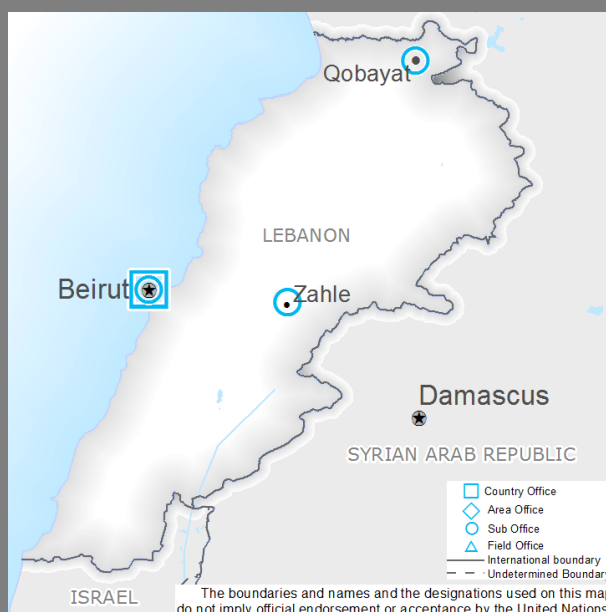 Qobayat
LEBANON
Beirut
Zahle
Damascus
SYRIAN ARAB REPUBLIC
Country Office
Area Office
Sub Office
Field Office
International boundary
Undetermined Boundary
ISRAEL
The boundaries and names and the designations used on this map
do not imply official endorsement or acceptance by the United Nations